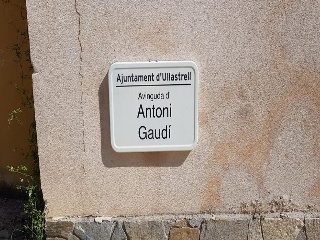 Ajuntament d'Ullastrell
Avinguda d
Antoni
Gaudí